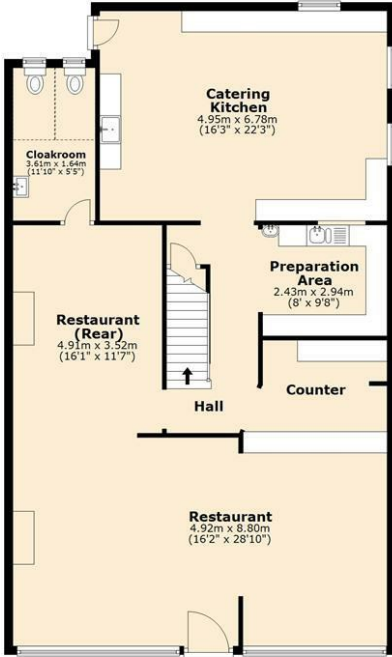 Catering
Kitchen
4.95m x 6.78m
(16'3" x 22'3")
Cloakroom
3.61m x 1.64m
(11'10" x 5'5")
Preparation
Area
2.43m x 2.94m
(8' x 9'8")
Restaurant
(Rear)
4.91m x 3.52m
(16'1" x 11'7")
Counter
Hall
Restaurant
4.92m x 8.80m
(16'2" x 28'10")